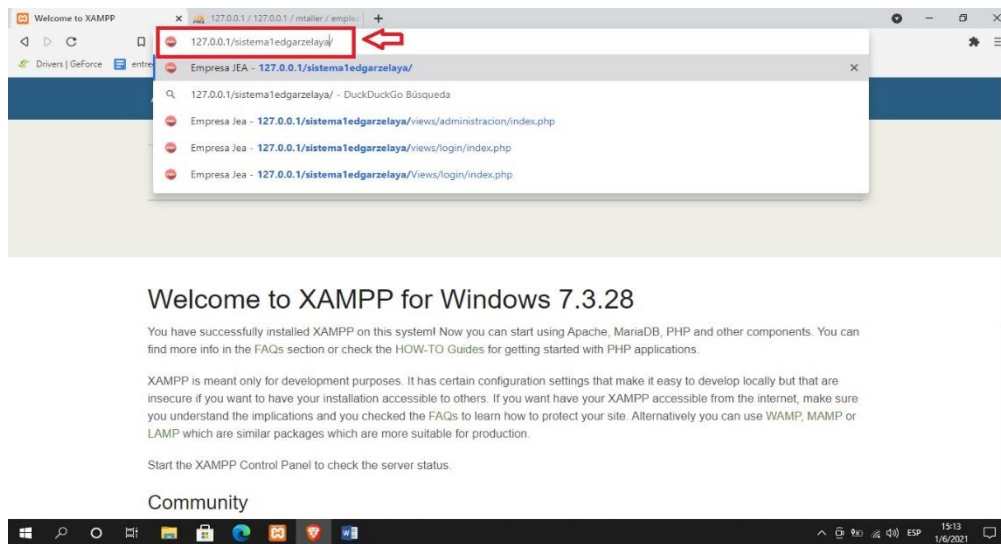 Welcome to XAMPP
127.0.0.1 / 127.0.0.1 / mtaller / emplea
127.0.0.1/sistema1edgarzelaya/
Drivers | GeForce
entre
Empresa JEA - 127.0.0.1/sistema1edgarzelaya/
127.0.0.1/sistema1edgarzelaya/ - DuckDuckGo Búsqueda
Empresa Jea - 127.0.0.1/sistema1edgarzelaya/views/administracion/index.php
Empresa Jea - 127.0.0.1/sistema1edgarzelaya/views/login/index.php
Empresa Jea - 127.0.0.1/sistema1edgarzelaya/Views/login/index.php
Welcome to XAMPP for Windows 7.3.28
You have successfully installed XAMPP on this system! Now you can start using Apache, MariaDB, PHP and other components. You can
find more info in the FAQs section or check the HOW-TO Guides for getting started with PHP applications.
XAMPP is meant only for development purposes. It has certain configuration settings that make it easy to develop locally but that are
insecure if you want to have your installation accessible to others. If you want have your XAMPP accessible from the internet, make sure
you understand the implications and you checked the FAQs to learn how to protect your site. Alternatively you can use WAMP, MAMP or
LAMP which are similar packages which are more suitable for production.
Start the XAMPP Control Panel to check the server status.
Community
ESP
15:13
1/6/2021